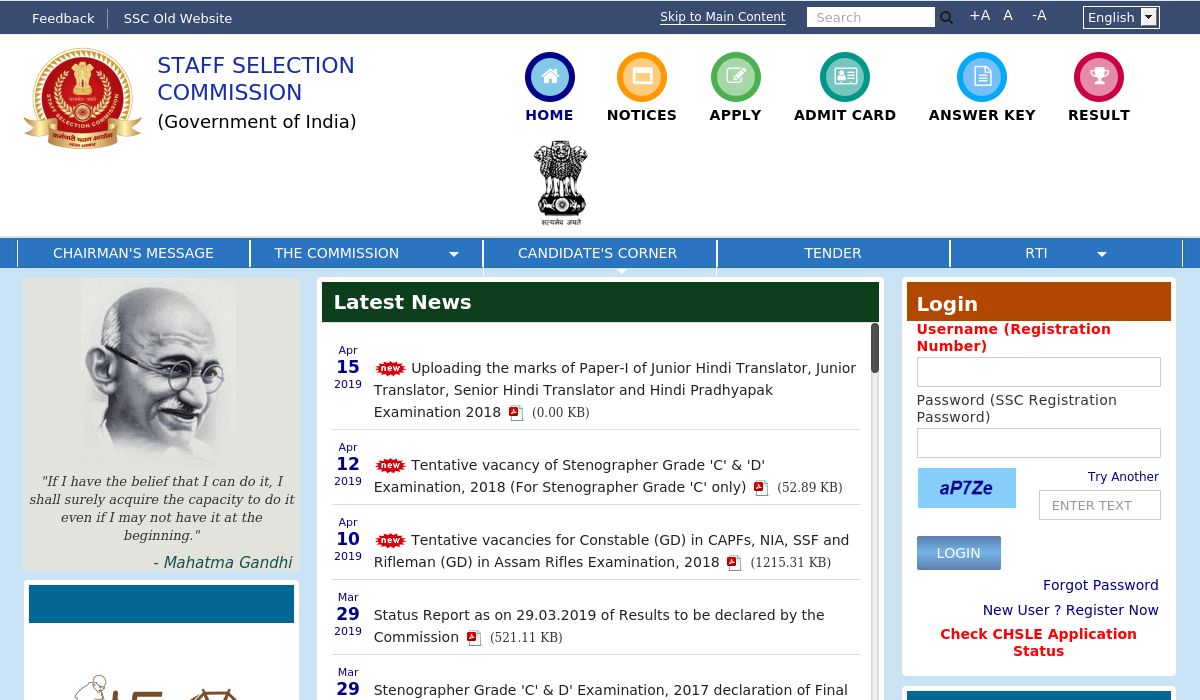 Feedback
SSC Old Website
Skip to Main Content
Search
+A A -A
English
STAFF SELECTION
COMMISSION
(Government of India)
HOME
NOTICES
APPLY
ADMIT CARD
ANSWER KEY
RESULT
सत्यमेव जयते
CHAIRMAN'S MESSAGE
THE COMMISSION
CANDIDATE'S CORNER
TENDER
RTI
"If I have the belief that I can do it, I
shall surely acquire the capacity to do it
even if I may not have it at the
beginning."
- Mahatma Gandhi
Latest News
Apr
15
2019
new Uploading the marks of Paper-I of Junior Hindi Translator, Junior
Translator, Senior Hindi Translator and Hindi Pradhyapak
Examination 2018 (0.00 KB)
Apr
12
2019
new Tentative vacancy of Stenographer Grade 'C' & 'D'
Examination, 2018 (For Stenographer Grade 'C' only) (52.89 KB)
Apr
10
2019
new Tentative vacancies for Constable (GD) in CAPFs, NIA, SSF and
Rifleman (GD) in Assam Rifles Examination, 2018 (1215.31 KB)
Mar
29
2019
Status Report as on 29.03.2019 of Results to be declared by the
Commission (521.11 KB)
Mar
29
Stenographer Grade 'C' & 'D' Examination, 2017 declaration of Final
Login
Username (Registration
Number)
Password (SSC Registration
Password)
aP7Ze
Try Another
ENTER TEXT
LOGIN
Forgot Password
New User ? Register Now
Check CHSLE Application
Status